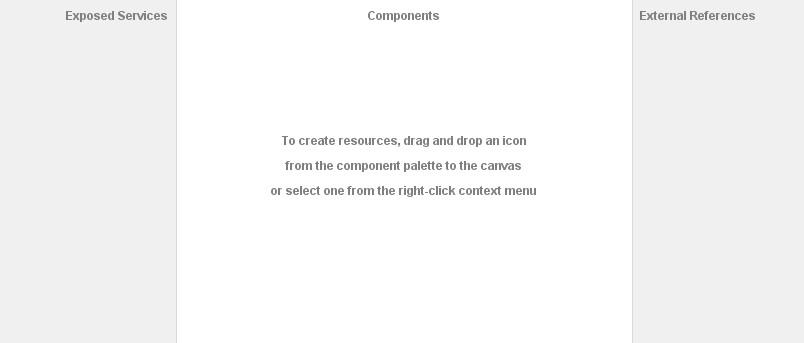 Exposed Services
Components
External References
To create resources, drag and drop an icon
from the component palette to the canvas
or select one from the right-click context menu